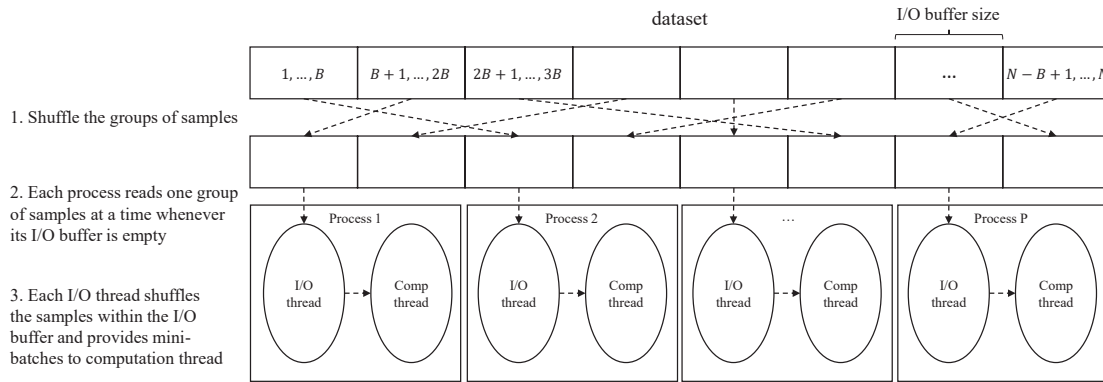 dataset
I/O buffer size
1, …, B
B + 1, …, 2B
2B + 1, …, 3B
…
N − B + 1, …, N
1. Shuffle the groups of samples
2. Each process reads one group
of samples at a time whenever
its I/O buffer is empty
Process 1
Process 2
…
Process P
I/O
thread
Comp
thread
I/O
thread
Comp
thread
I/O
thread
Comp
thread
I/O
thread
Comp
thread
3. Each I/O thread shuffles
the samples within the I/O
buffer and provides mini-
batches to computation thread